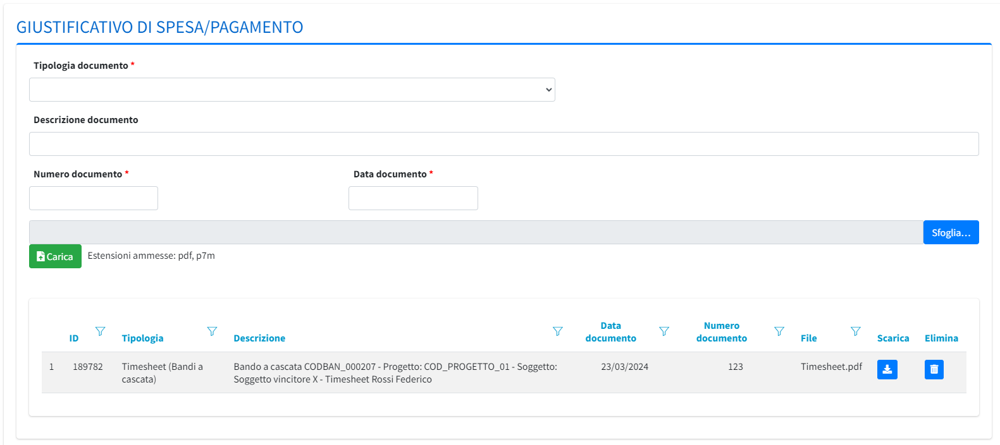 GIUSTIFICATIVO DI SPESA/PAGAMENTO
Tipologia documento *
Descrizione documento
Numero documento * Data documento *
Sfoglia...
Carica Estensioni ammesse: pdf, p7m
ID Tipologia Descrizione Data documento Numero documento File Scarica Elimina
1 189782 Timesheet (Bandi a Bando a cascata CODBAN_000207 - Progetto: COD_PROGETTO_01 - Soggetto: 23/03/2024 123 Timesheet.pdf
cascata) Soggetto vincitore X - Timesheet Rossi Federico